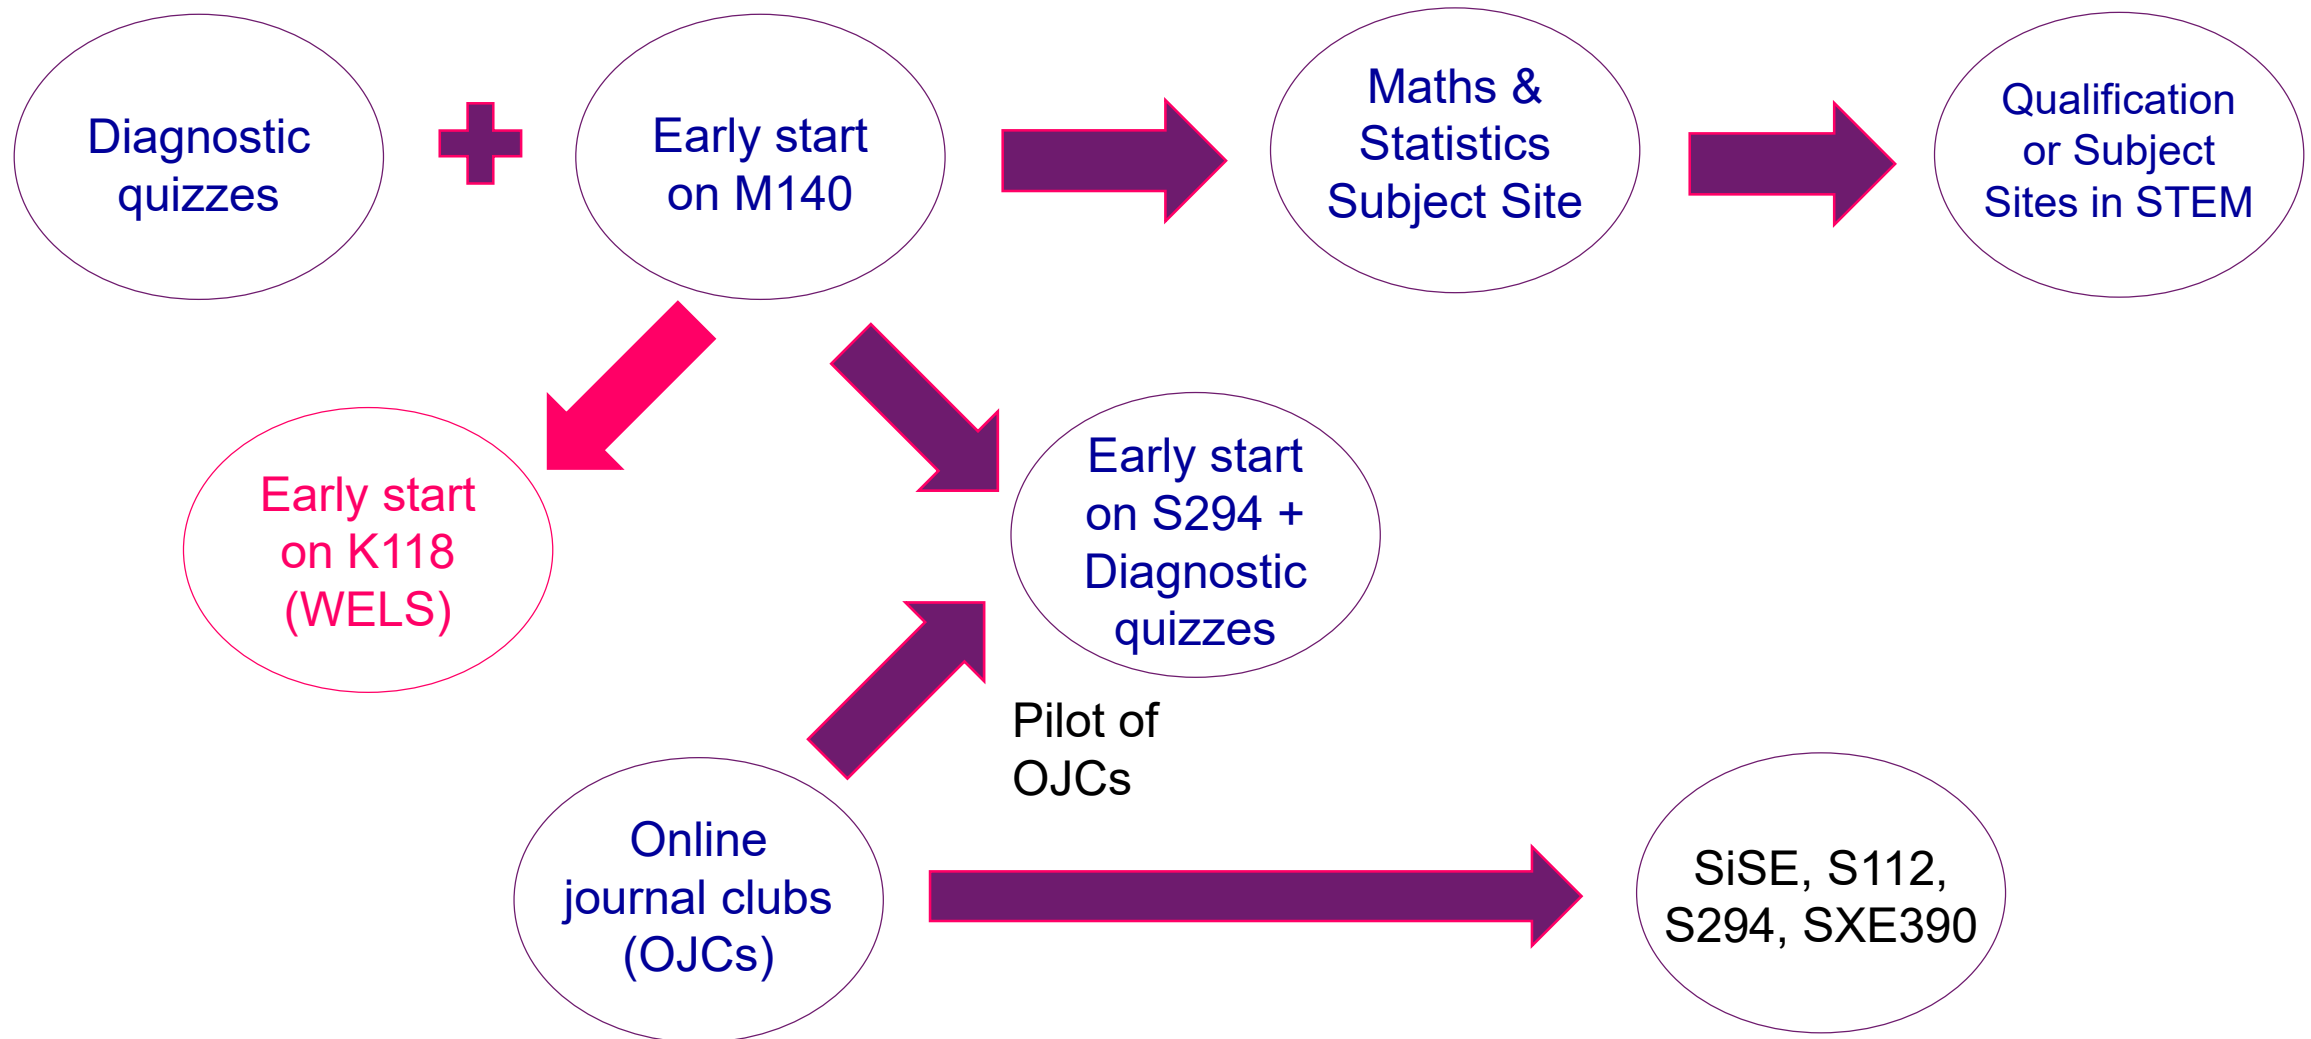 Diagnostic
quizzes
Early start
on M140
Maths &
Statistics
Subject Site
Qualification
or Subject
Sites in STEM
Early start
on K118
(WELS)
Early start
on S294 +
Diagnostic
quizzes
Pilot of
OJCs
Online
journal clubs
(OJCs)
SiSE, S112,
S294, SXE390